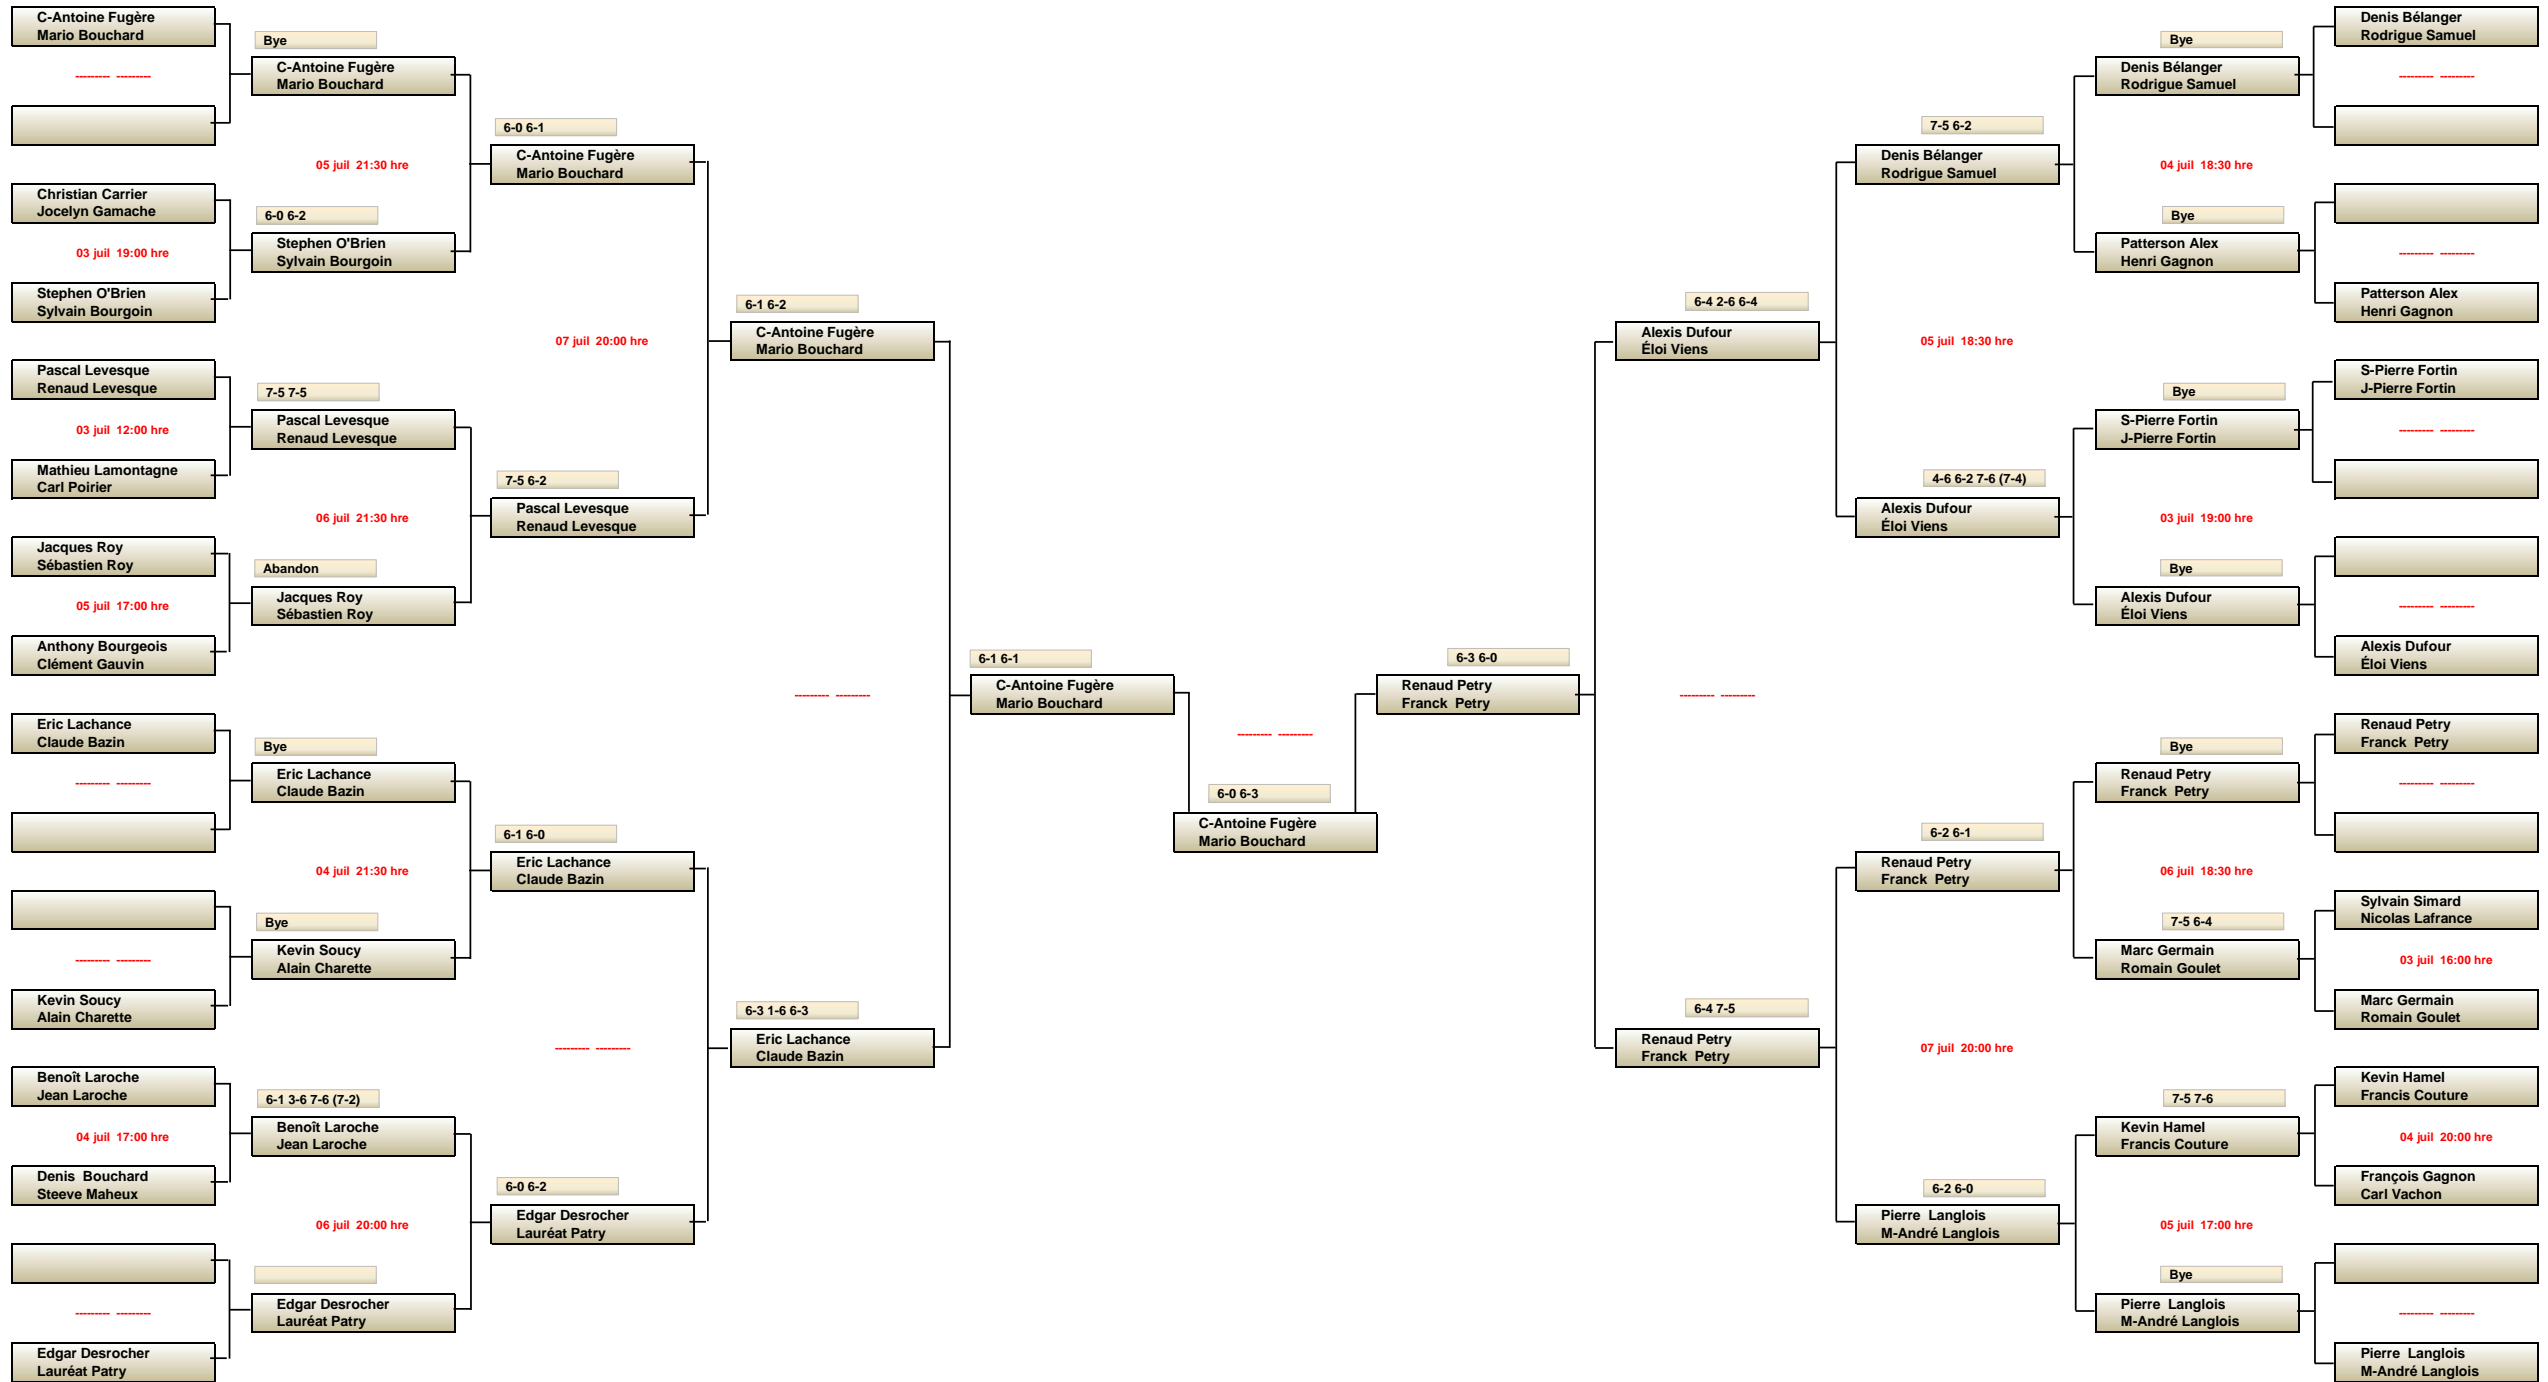 C-Antoine Fugère
Mario Bouchard
--------- ---------
Christian Carrier
Jocelyn Gamache
03 juil  19:00 hre
Stephen O'Brien
Sylvain Bourgoin
Pascal Levesque
Renaud Levesque
03 juil  12:00 hre
Mathieu Lamontagne
Carl Poirier
Jacques Roy
Sébastien Roy
05 juil  17:00 hre
Anthony Bourgeois
Clément Gauvin
Eric Lachance
Claude Bazin
--------- ---------
--------- ---------
Kevin Soucy
Alain Charette
Benoît Laroche
Jean Laroche
04 juil  17:00 hre
Denis  Bouchard
Steeve Maheux
--------- ---------
Edgar Desrocher
Lauréat Patry
Bye
C-Antoine Fugère
Mario Bouchard
05 juil  21:30 hre
6-0 6-2
Stephen O'Brien
Sylvain Bourgoin
7-5 7-5
Pascal Levesque
Renaud Levesque
06 juil  21:30 hre
Abandon
Jacques Roy
Sébastien Roy
Bye
Eric Lachance
Claude Bazin
04 juil  21:30 hre
Bye
Kevin Soucy
Alain Charette
6-1 3-6 7-6 (7-2)
Benoît Laroche
Jean Laroche
06 juil  20:00 hre
Edgar Desrocher
Lauréat Patry
6-0 6-1
C-Antoine Fugère
Mario Bouchard
07 juil  20:00 hre
7-5 6-2
Pascal Levesque
Renaud Levesque
6-1 6-0
Eric Lachance
Claude Bazin
--------- ---------
6-0 6-2
Edgar Desrocher
Lauréat Patry
6-1 6-2
C-Antoine Fugère
Mario Bouchard
--------- ---------
6-3 1-6 6-3
Eric Lachance
Claude Bazin
6-1 6-1
C-Antoine Fugère
Mario Bouchard
--------- ---------
6-0 6-3
C-Antoine Fugère
Mario Bouchard
6-3 6-0
Renaud Petry
Franck  Petry
6-4 2-6 6-4
Alexis Dufour
Éloi Viens
--------- ---------
6-4 7-5
Renaud Petry
Franck  Petry
7-5 6-2
Denis Bélanger
Rodrigue Samuel
05 juil  18:30 hre
4-6 6-2 7-6 (7-4)
Alexis Dufour
Éloi Viens
6-2 6-1
Renaud Petry
Franck  Petry
07 juil  20:00 hre
6-2 6-0
Pierre  Langlois
M-André Langlois
Bye
Denis Bélanger
Rodrigue Samuel
04 juil  18:30 hre
Bye
Patterson Alex
Henri Gagnon
Bye
S-Pierre Fortin
J-Pierre Fortin
03 juil  19:00 hre
Bye
Alexis Dufour
Éloi Viens
Bye
Renaud Petry
Franck  Petry
06 juil  18:30 hre
7-5 6-4
Marc Germain
Romain Goulet
7-5 7-6
Kevin Hamel
Francis Couture
05 juil  17:00 hre
Bye
Pierre  Langlois
M-André Langlois
Denis Bélanger
Rodrigue Samuel
--------- ---------
--------- ---------
Patterson Alex
Henri Gagnon
S-Pierre Fortin
J-Pierre Fortin
--------- ---------
--------- ---------
Alexis Dufour
Éloi Viens
Renaud Petry
Franck  Petry
--------- ---------
Sylvain Simard
Nicolas Lafrance
03 juil  16:00 hre
Marc Germain
Romain Goulet
Kevin Hamel
Francis Couture
04 juil  20:00 hre
François Gagnon
Carl Vachon
--------- ---------
Pierre  Langlois
M-André Langlois